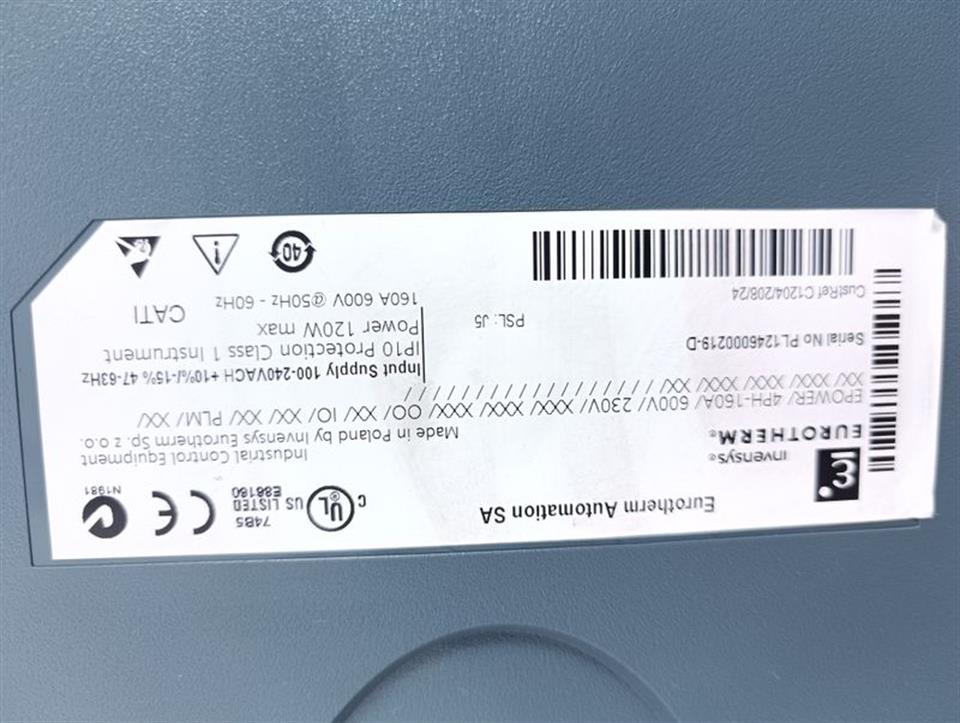 Eurotherm Automation SA
invensys®
EUROTHERM®
C UL US LISTED
74B5
E86160
CE
N1981
Industrial Control Equipment
Made in Poland by Invensys Eurotherm Sp. z o.o.
EPOWER/ 4PH-160A/ 600V/ 230V/ XXX/ XXX/ XXX/ OO/ XX/ IO/ XX/ XX/ PLM/ XX/
XX/ XXX/ XXX/ XXX/ XX/
Serial No PL1246000219-D
CustRef C1204/208/24
PSL: J5
Input Supply 100-240VACH +10%/-15% 47-63Hz
IP10 Protection Class 1 Instrument
Power 120W max
160A 600V @50Hz - 60Hz
CATI
40